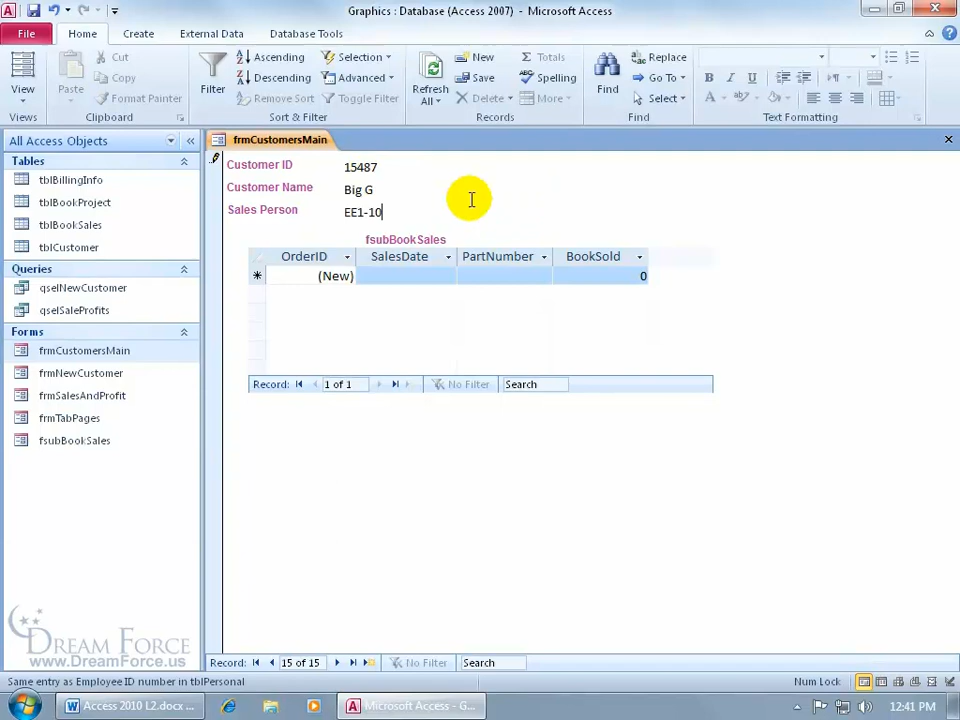 Graphics : Database (Access 2007) - Microsoft Access
File Home Create External Data Database Tools
View Views
Paste Cut Copy Format Painter Clipboard
Filter Ascending Descending Remove Sort Selection Advanced Toggle Filter Sort & Filter
Refresh All New Save Delete Totals Spelling More Records
Find Replace Go To Select Find
B I U A Text Formatting
All Access Objects
Tables
tblBillingInfo
tblBookProject
tblBookSales
tblCustomer
Queries
qselNewCustomer
qselSaleProfits
Forms
frmCustomersMain
frmNewCustomer
frmSalesAndProfit
frmTabPages
fsubBookSales
frmCustomersMain
Customer ID 15487
Customer Name Big G
Sales Person EE1-10
fsubBookSales
OrderID SalesDate PartNumber BookSold
(New) 0
Record: 1 of 1 No Filter Search
DREAM FORCE
www.DreamForce.us
Record: 15 of 15 No Filter Search
Same entry as Employee ID number in tblPersonal Num Lock
Access 2010 L2.docx ... Microsoft Access - G... 12:41 PM